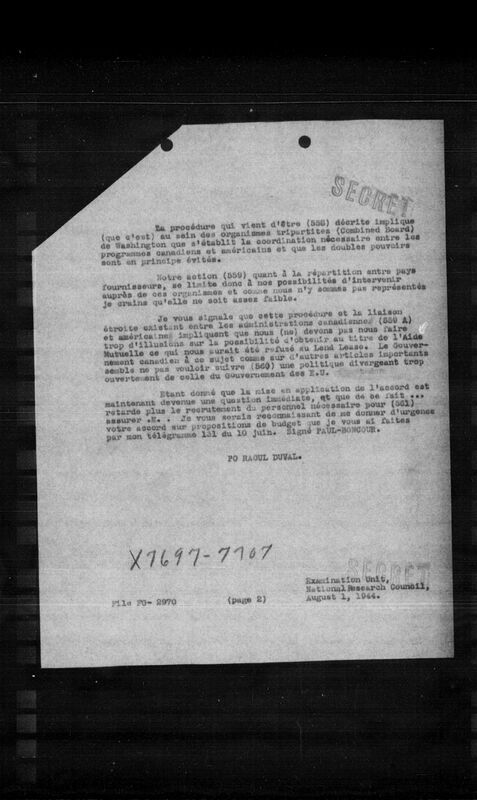 SECRET
La procédure qui vient d'être (558) décrite implique
(que c'est) au sein des organismes tripartites (Combined Board)
de Washington que s'établit la coordination nécessaire entre les
programmes canadiens et américains et que les doubles pouvoirs
sont en principe évités.
Notre action (559) quant à la répartition entre pays
fournisseurs, se limite donc à nos possibilités d'intervenir
auprès de ces organismes et comme nous n'y sommes pas représentés
je crains qu'elle ne soit assez faible.
Je vous signale que cette procédure et la liaison
étroite existant entre les administrations canadiennes (559 A)
et américaines impliquent que nous (ne) devons pas nous faire
trop d'illusions sur la possibilité d'obtenir au titre de l'Aide
Mutuelle ce qui nous aurait été refusé au Lend Lease. Le Gouver-
nement canadien à ce sujet comme sur d'autres articles importants
semble ne pas vouloir suivre (560) une politique divergeant trop
ouvertement de celle du Gouvernement des E.U.
Etant donné que la mise en application de l'accord est
maintenant devenue une question immédiate, et que de ce fait ...
retarde plus le recrutement du personnel nécessaire pour (561)
assurer .M. . Je vous serais reconnaissant de me donner d'urgence
votre accord sur propositions de budget que je vous ai faites
par mon télégramme 131 du 10 juin. Signé PAUL-BONCOUR.
PO RAOUL DUVAL.
X7697-7707
SECRET
Examination Unit,
National Research Council,
File FO- 2970 (page 2) August 1, 1944.